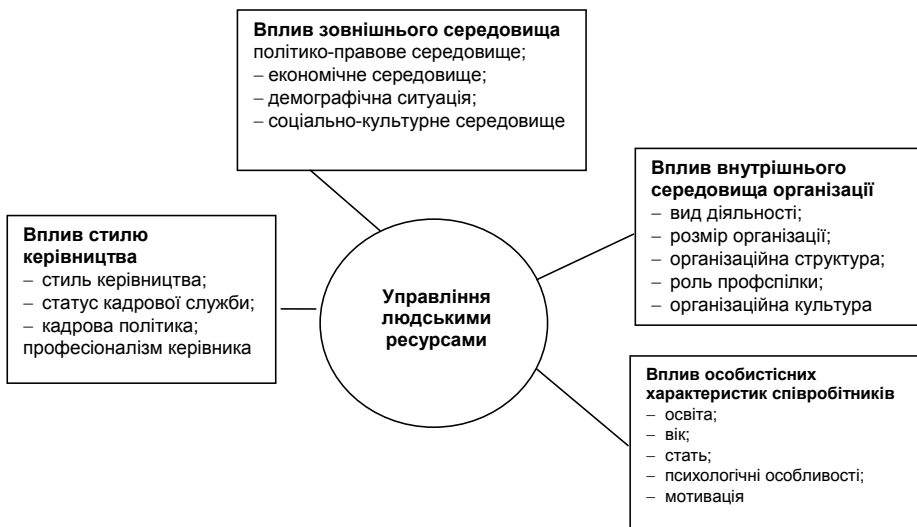 Вплив зовнішнього середовища
політико-правове середовище;
– економічне середовище;
– демографічна ситуація;
– соціально-культурне середовище
Вплив внутрішнього
середовища організації
– вид діяльності;
– розмір організації;
– організаційна структура;
– роль профспілки;
– організаційна культура
Вплив стилю
керівництва
– стиль керівництва;
– статус кадрової служби;
– кадрова політика;
професіоналізм керівника
Управління
людськими
ресурсами
Вплив особистісних
характеристик співробітників
– освіта;
– вік;
– стать;
– психологічні особливості;
– мотивація